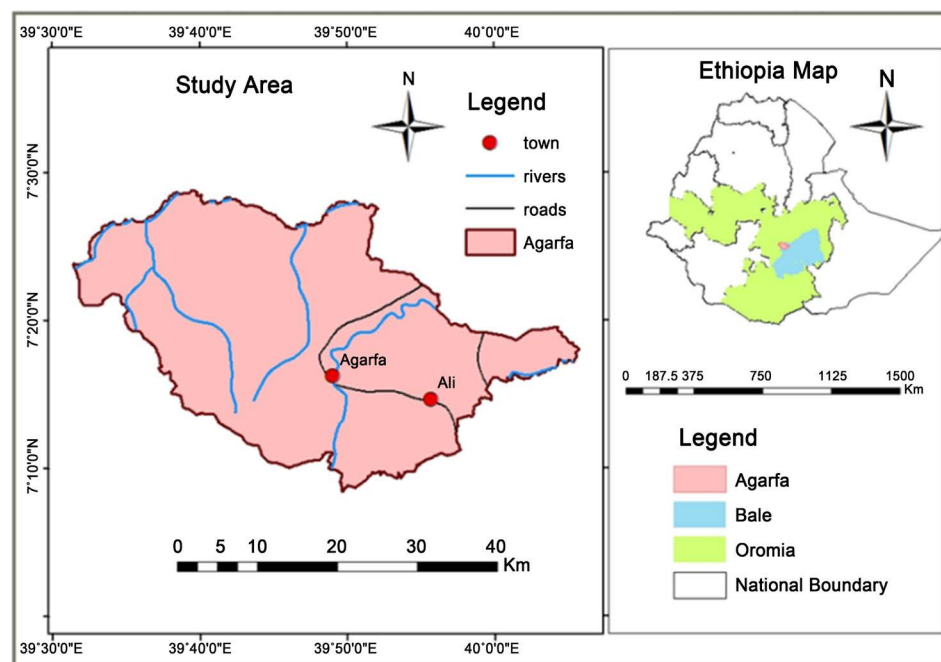 39°30'0"E 39°40'0"E 39°50'0"E 40°0'0"E
Study Area
N
Legend
town
rivers
roads
Agarfa
7°30'0"N
7°20'0"N
7°10'0"N
Agarfa
Ali
0 5 10 20 30 40
Km
39°30'0"E 39°40'0"E 39°50'0"E 40°0'0"E
Ethiopia Map
N
0 187.5 375 750 1125 1500
Km
Legend
Agarfa
Bale
Oromia
National Boundary